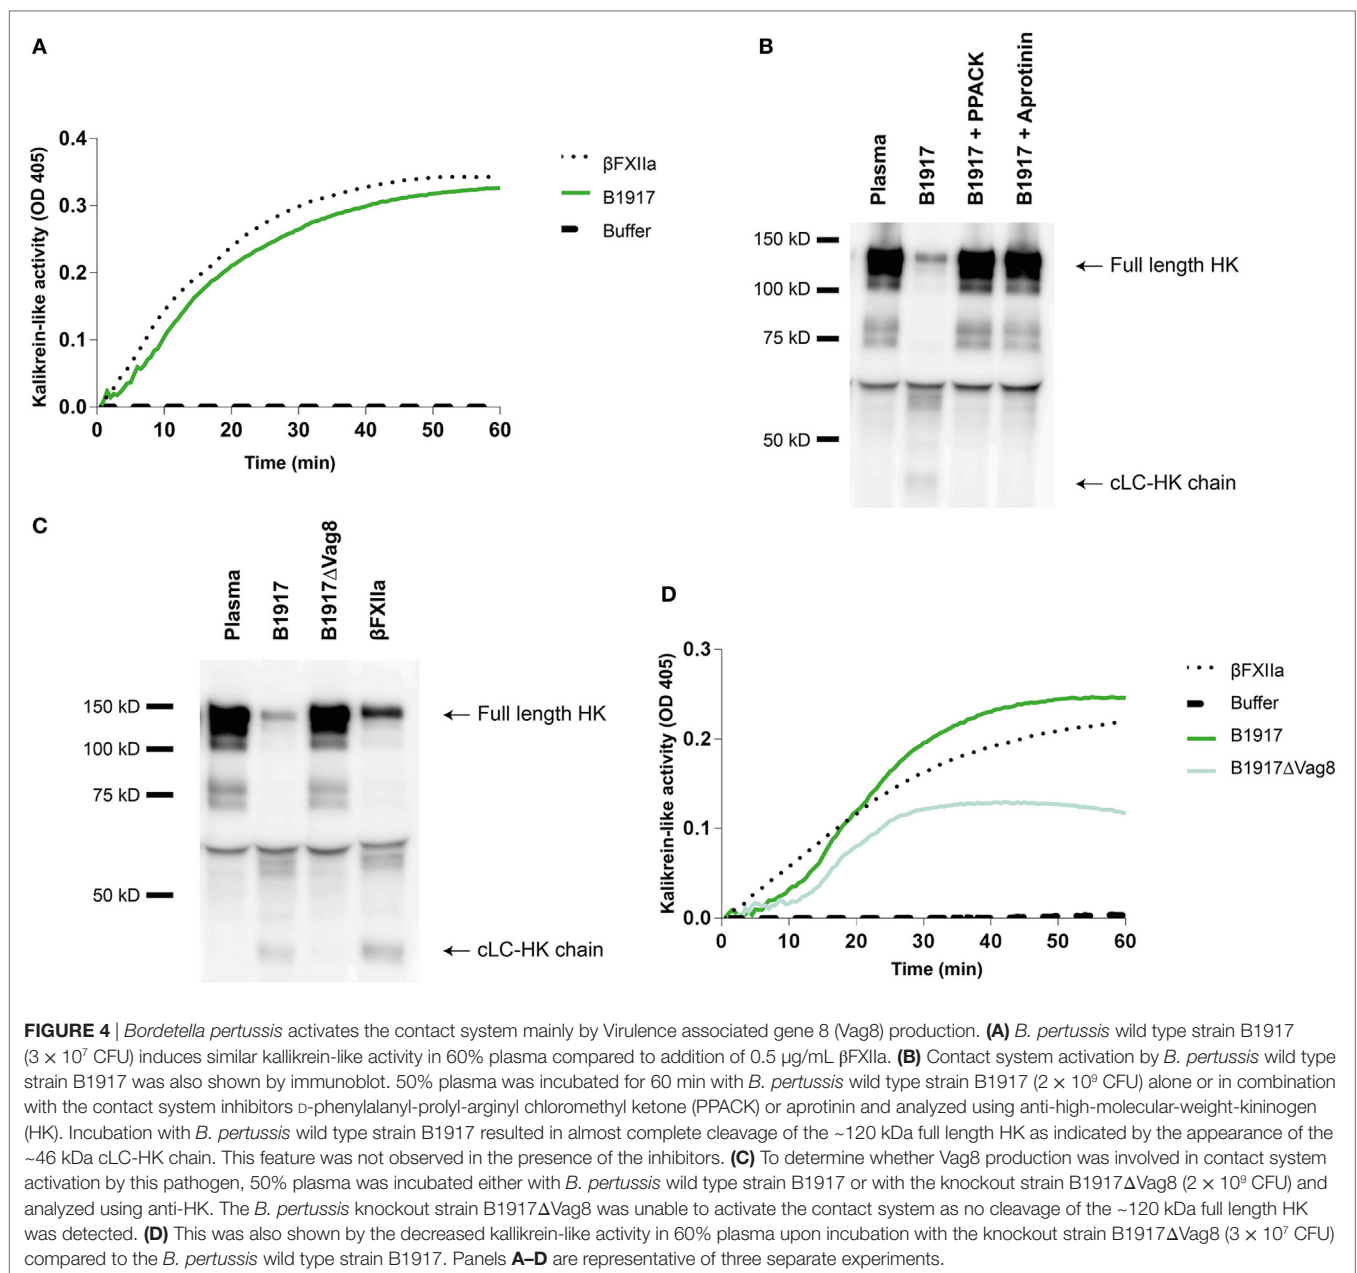 A
Kalikrein-like activity (OD 405)
0.4
0.3
0.2
0.1
0.0
0 10 20 30 40 50 60
Time (min)
βFXIIa
B1917
Buffer
B
Plasma
B1917
B1917 + PPACK
B1917 + Aprotinin
150 kD
100 kD
75 kD
50 kD
← Full length HK
← cLC-HK chain
C
Plasma
B1917
B1917ΔVag8
βFXIIa
150 kD
100 kD
75 kD
50 kD
← Full length HK
← cLC-HK chain
D
Kalikrein-like activity (OD 405)
0.3
0.2
0.1
0.0
0 10 20 30 40 50 60
Time (min)
βFXIIa
Buffer
B1917
B1917ΔVag8
FIGURE 4 | Bordetella pertussis activates the contact system mainly by Virulence associated gene 8 (Vag8) production. (A) B. pertussis wild type strain B1917
(3 × 10⁷ CFU) induces similar kallikrein-like activity in 60% plasma compared to addition of 0.5 µg/mL βFXIIa. (B) Contact system activation by B. pertussis wild type
strain B1917 was also shown by immunoblot. 50% plasma was incubated for 60 min with B. pertussis wild type strain B1917 (2 × 10⁹ CFU) alone or in combination
with the contact system inhibitors D-phenylalanyl-prolyl-arginyl chloromethyl ketone (PPACK) or aprotinin and analyzed using anti-high-molecular-weight-kininogen
(HK). Incubation with B. pertussis wild type strain B1917 resulted in almost complete cleavage of the ~120 kDa full length HK as indicated by the appearance of the
~46 kDa cLC-HK chain. This feature was not observed in the presence of the inhibitors. (C) To determine whether Vag8 production was involved in contact system
activation by this pathogen, 50% plasma was incubated either with B. pertussis wild type strain B1917 or with the knockout strain B1917ΔVag8 (2 × 10⁹ CFU) and
analyzed using anti-HK. The B. pertussis knockout strain B1917ΔVag8 was unable to activate the contact system as no cleavage of the ~120 kDa full length HK
was detected. (D) This was also shown by the decreased kallikrein-like activity in 60% plasma upon incubation with the knockout strain B1917ΔVag8 (3 × 10⁷ CFU)
compared to the B. pertussis wild type strain B1917. Panels A–D are representative of three separate experiments.